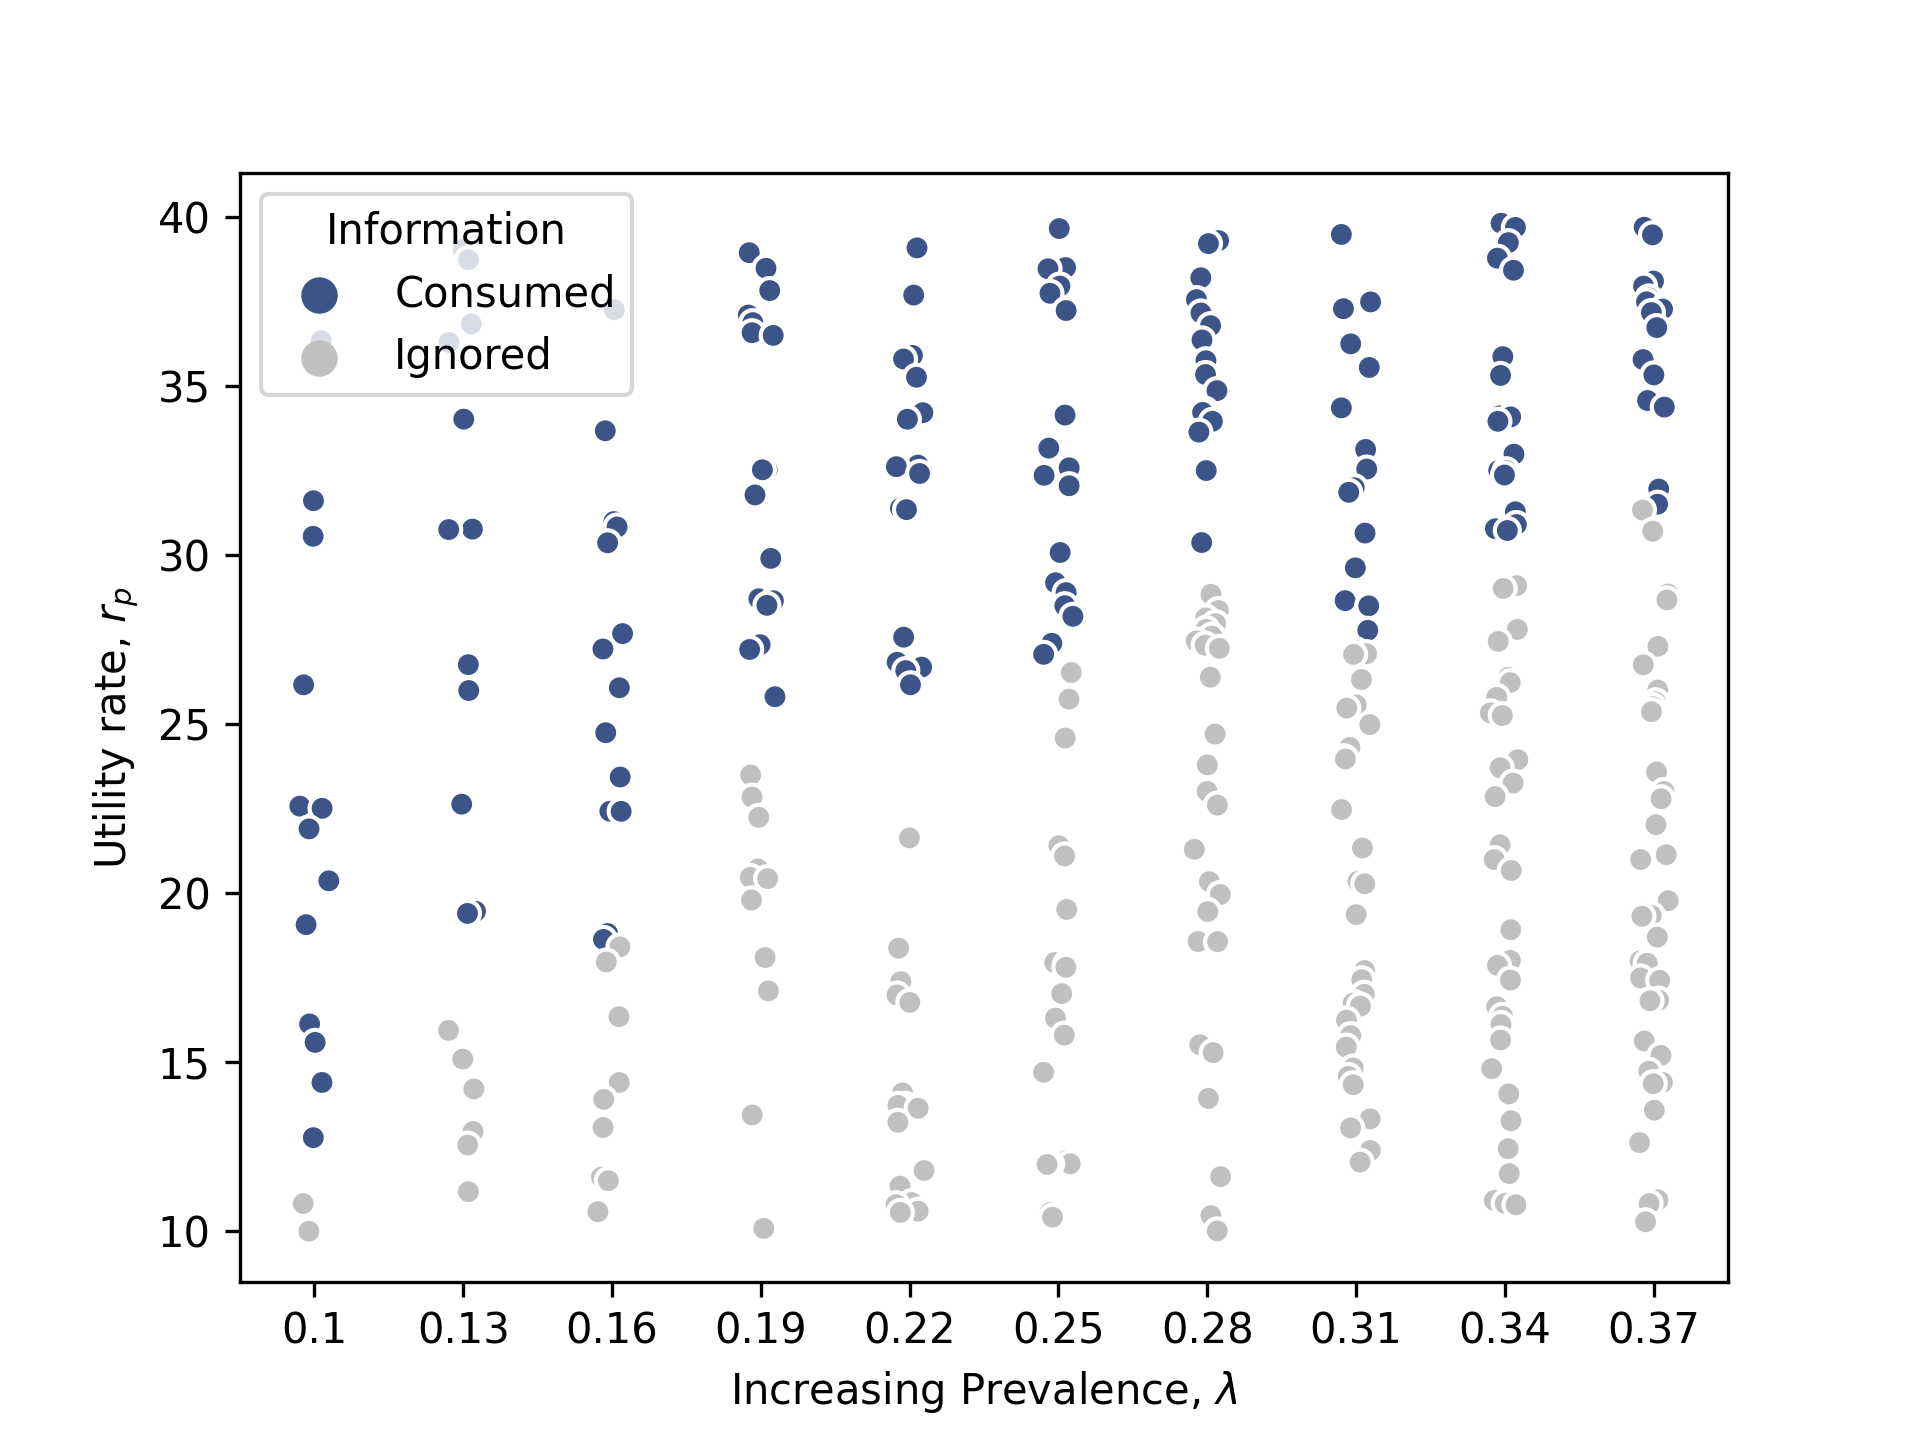 Information
Consumed
Ignored
40
35
30
25
20
15
10
Utility rate, r_p
0.1 0.13 0.16 0.19 0.22 0.25 0.28 0.31 0.34 0.37
Increasing Prevalence, λ